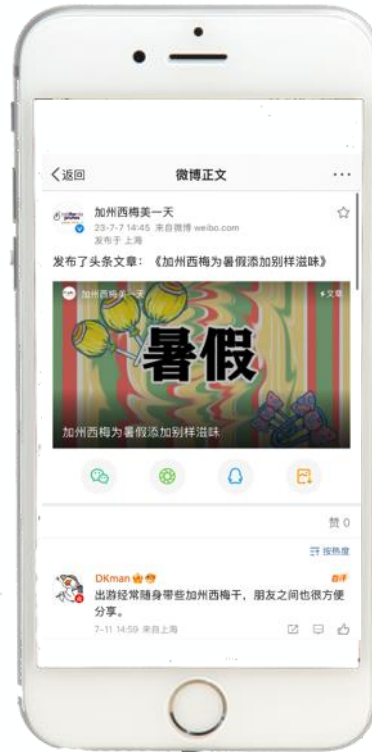 返回
微博正文
加州西梅美一天
23-7-7 14:45 来自微博 weibo.com
发布于 上海
发布了头条文章：《加州西梅为暑假添加别样滋味》
加州西梅美一天
文章
暑假
加州西梅为暑假添加别样滋味
赞 0
按热度
DKman
出游经常随身带些加州西梅干，朋友之间也很方便
分享。
7-11 14:59 来自上海